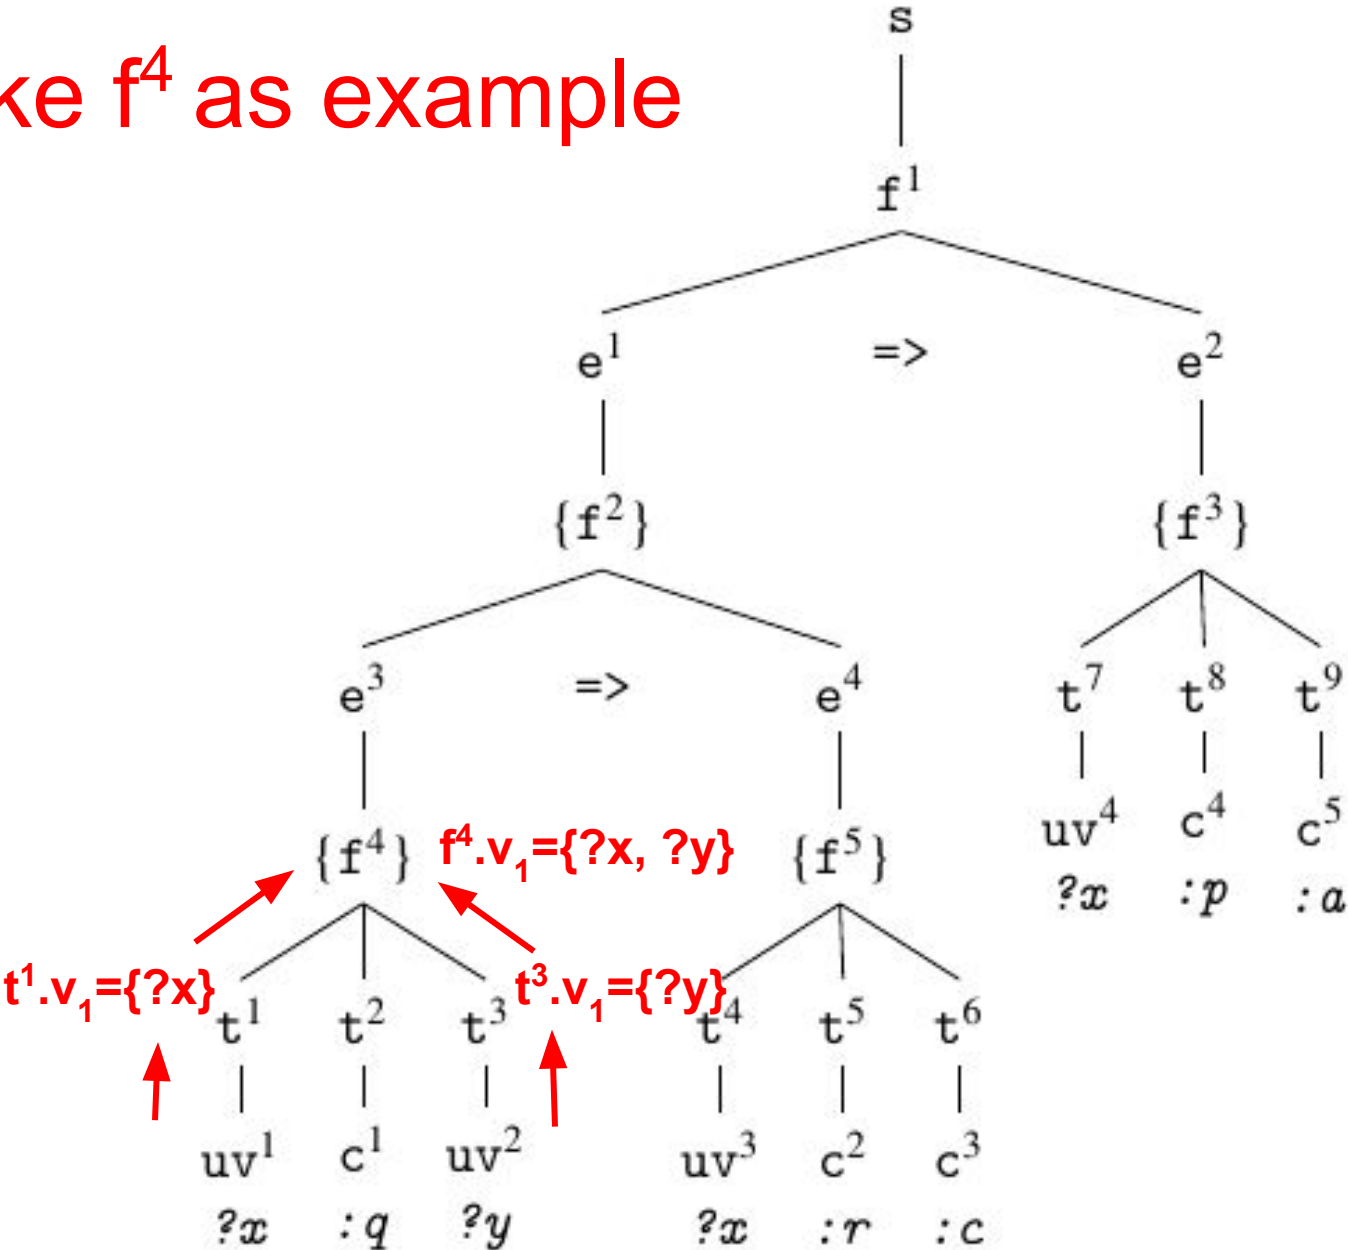 s
ke f⁴ as example
f¹
e¹ => e²
{f²} {f³}
e³ => e⁴ t⁷ t⁸ t⁹
uv⁴ c⁴ c⁵
{f⁴} f⁴.v₁={?x, ?y} {f⁵}
?x :p :a
t¹.v₁={?x} t³.v₁={?y}
t¹ t² t³ t⁴ t⁵ t⁶
uv¹ c¹ uv² uv³ c² c³
?x :q ?y ?x :r :c